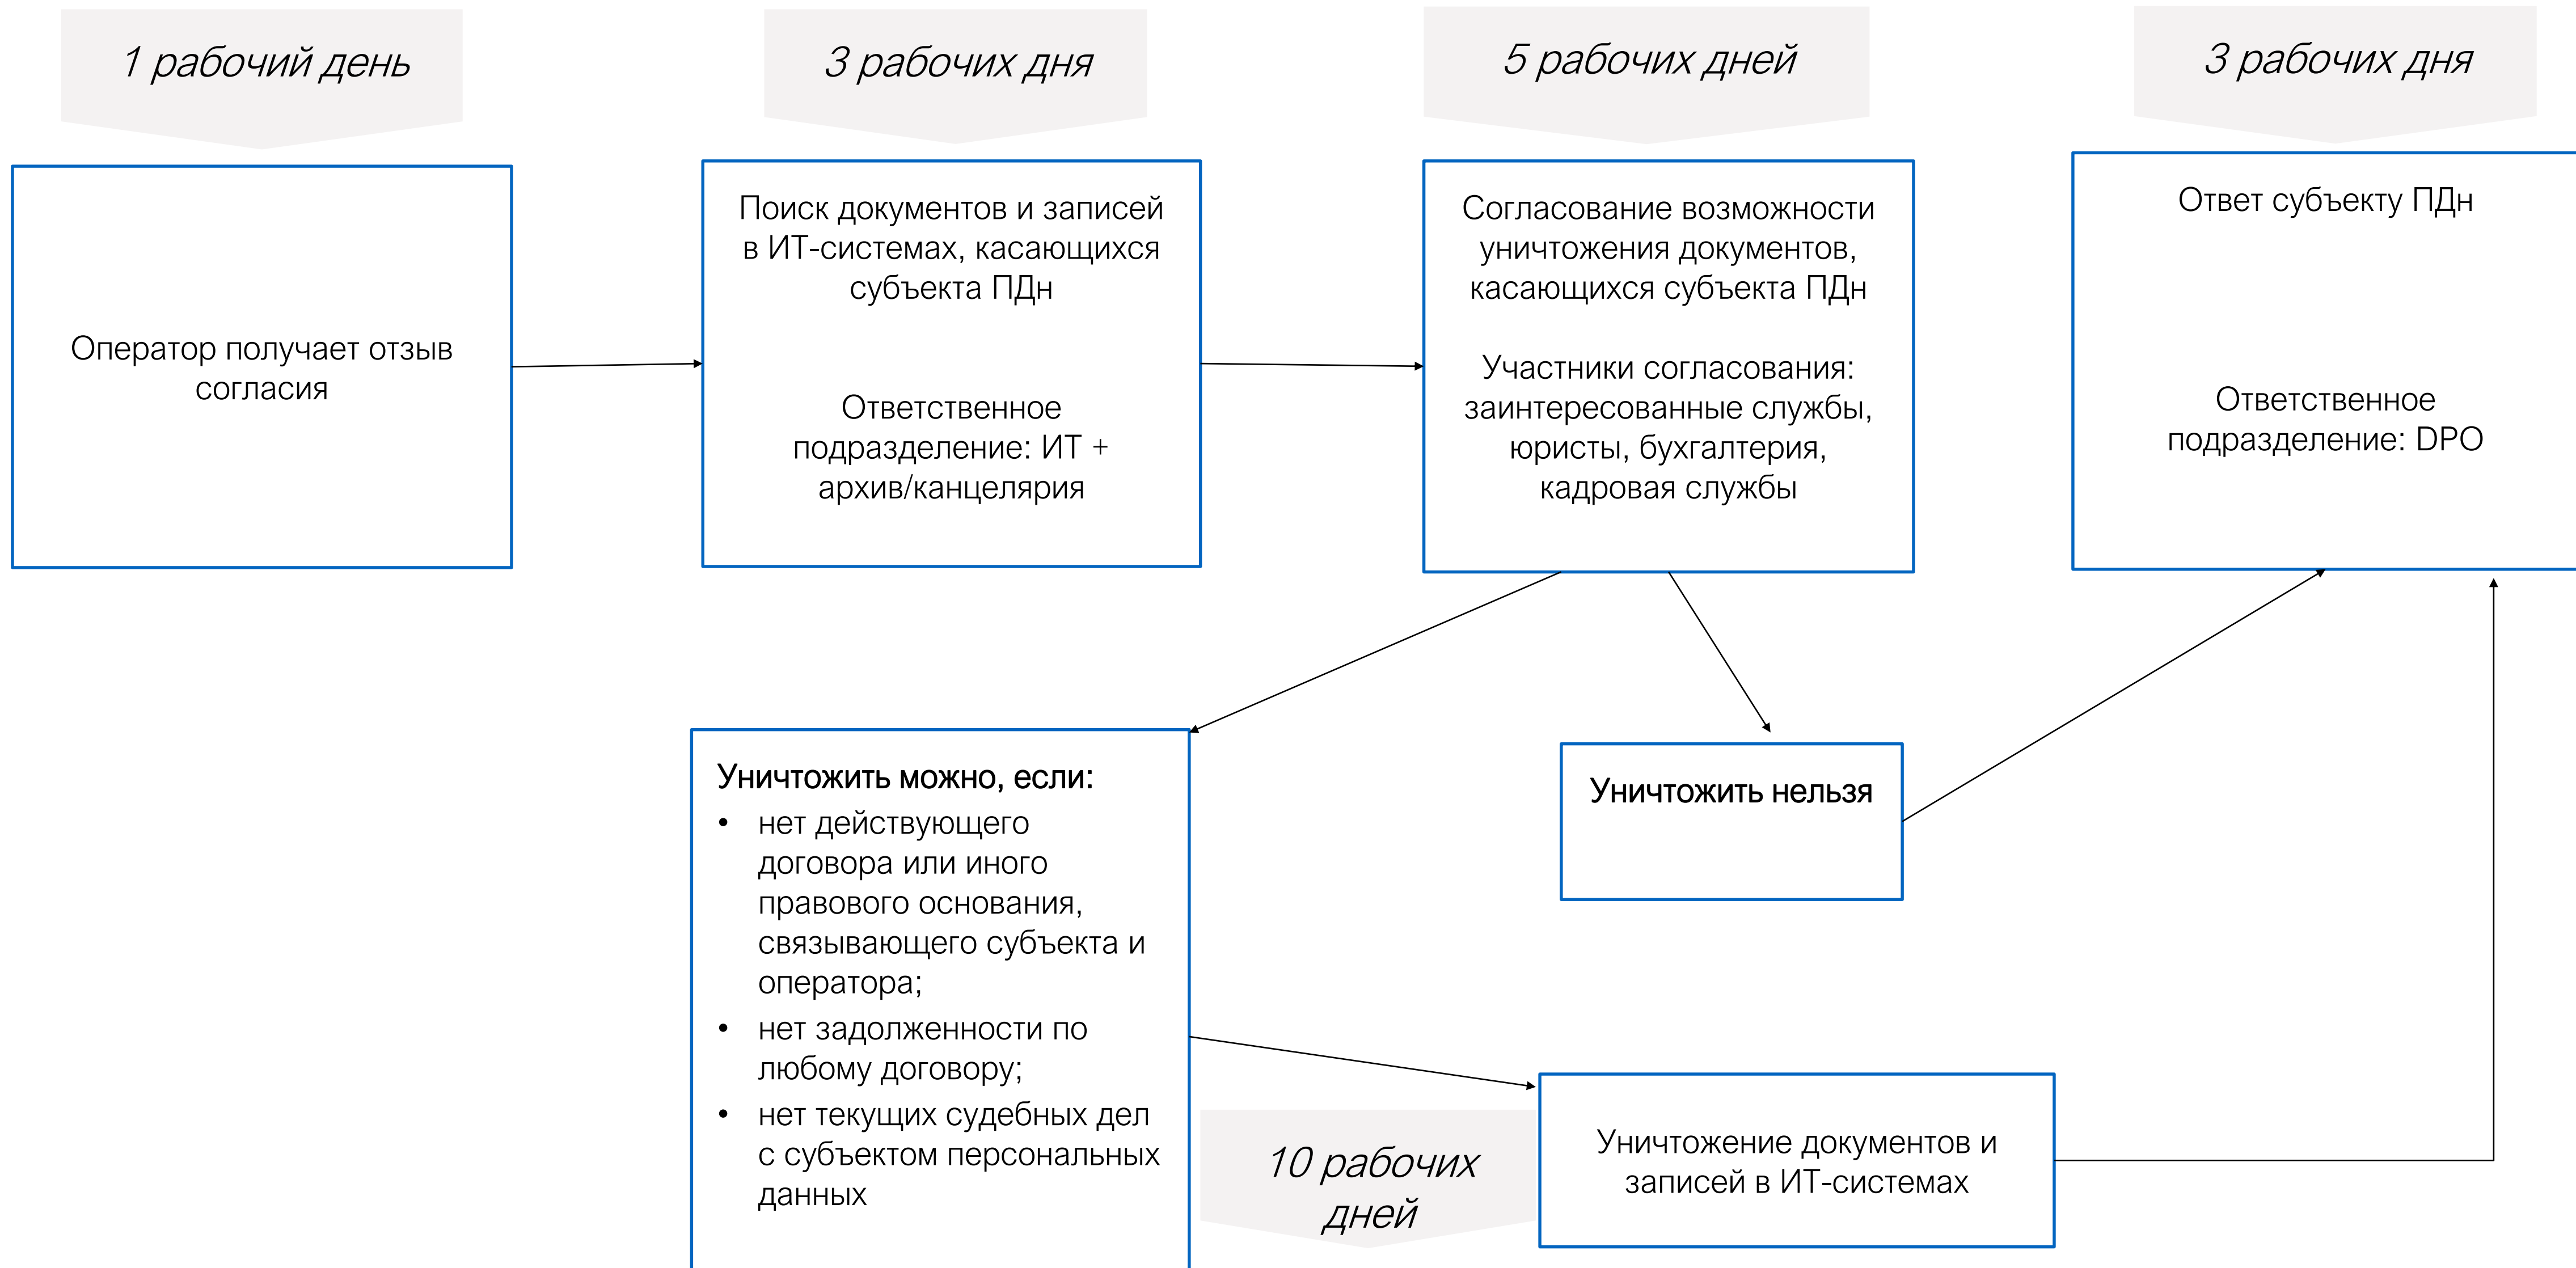 1 рабочий день
3 рабочих дня
5 рабочих дней
3 рабочих дня
Оператор получает отзыв
согласия
Поиск документов и записей
в ИТ-системах, касающихся
субъекта ПДн
Ответственное
подразделение: ИТ +
архив/канцелярия
Согласование возможности
уничтожения документов,
касающихся субъекта ПДн
Участники согласования:
заинтересованные службы,
юристы, бухгалтерия,
кадровая службы
Ответ субъекту ПДн
Ответственное
подразделение: DPO
Уничтожить можно, если:
• нет действующего
договора или иного
правового основания,
связывающего субъекта и
оператора;
• нет задолженности по
любому договору;
• нет текущих судебных дел
с субъектом персональных
данных
Уничтожить нельзя
10 рабочих
дней
Уничтожение документов и
записей в ИТ-системах